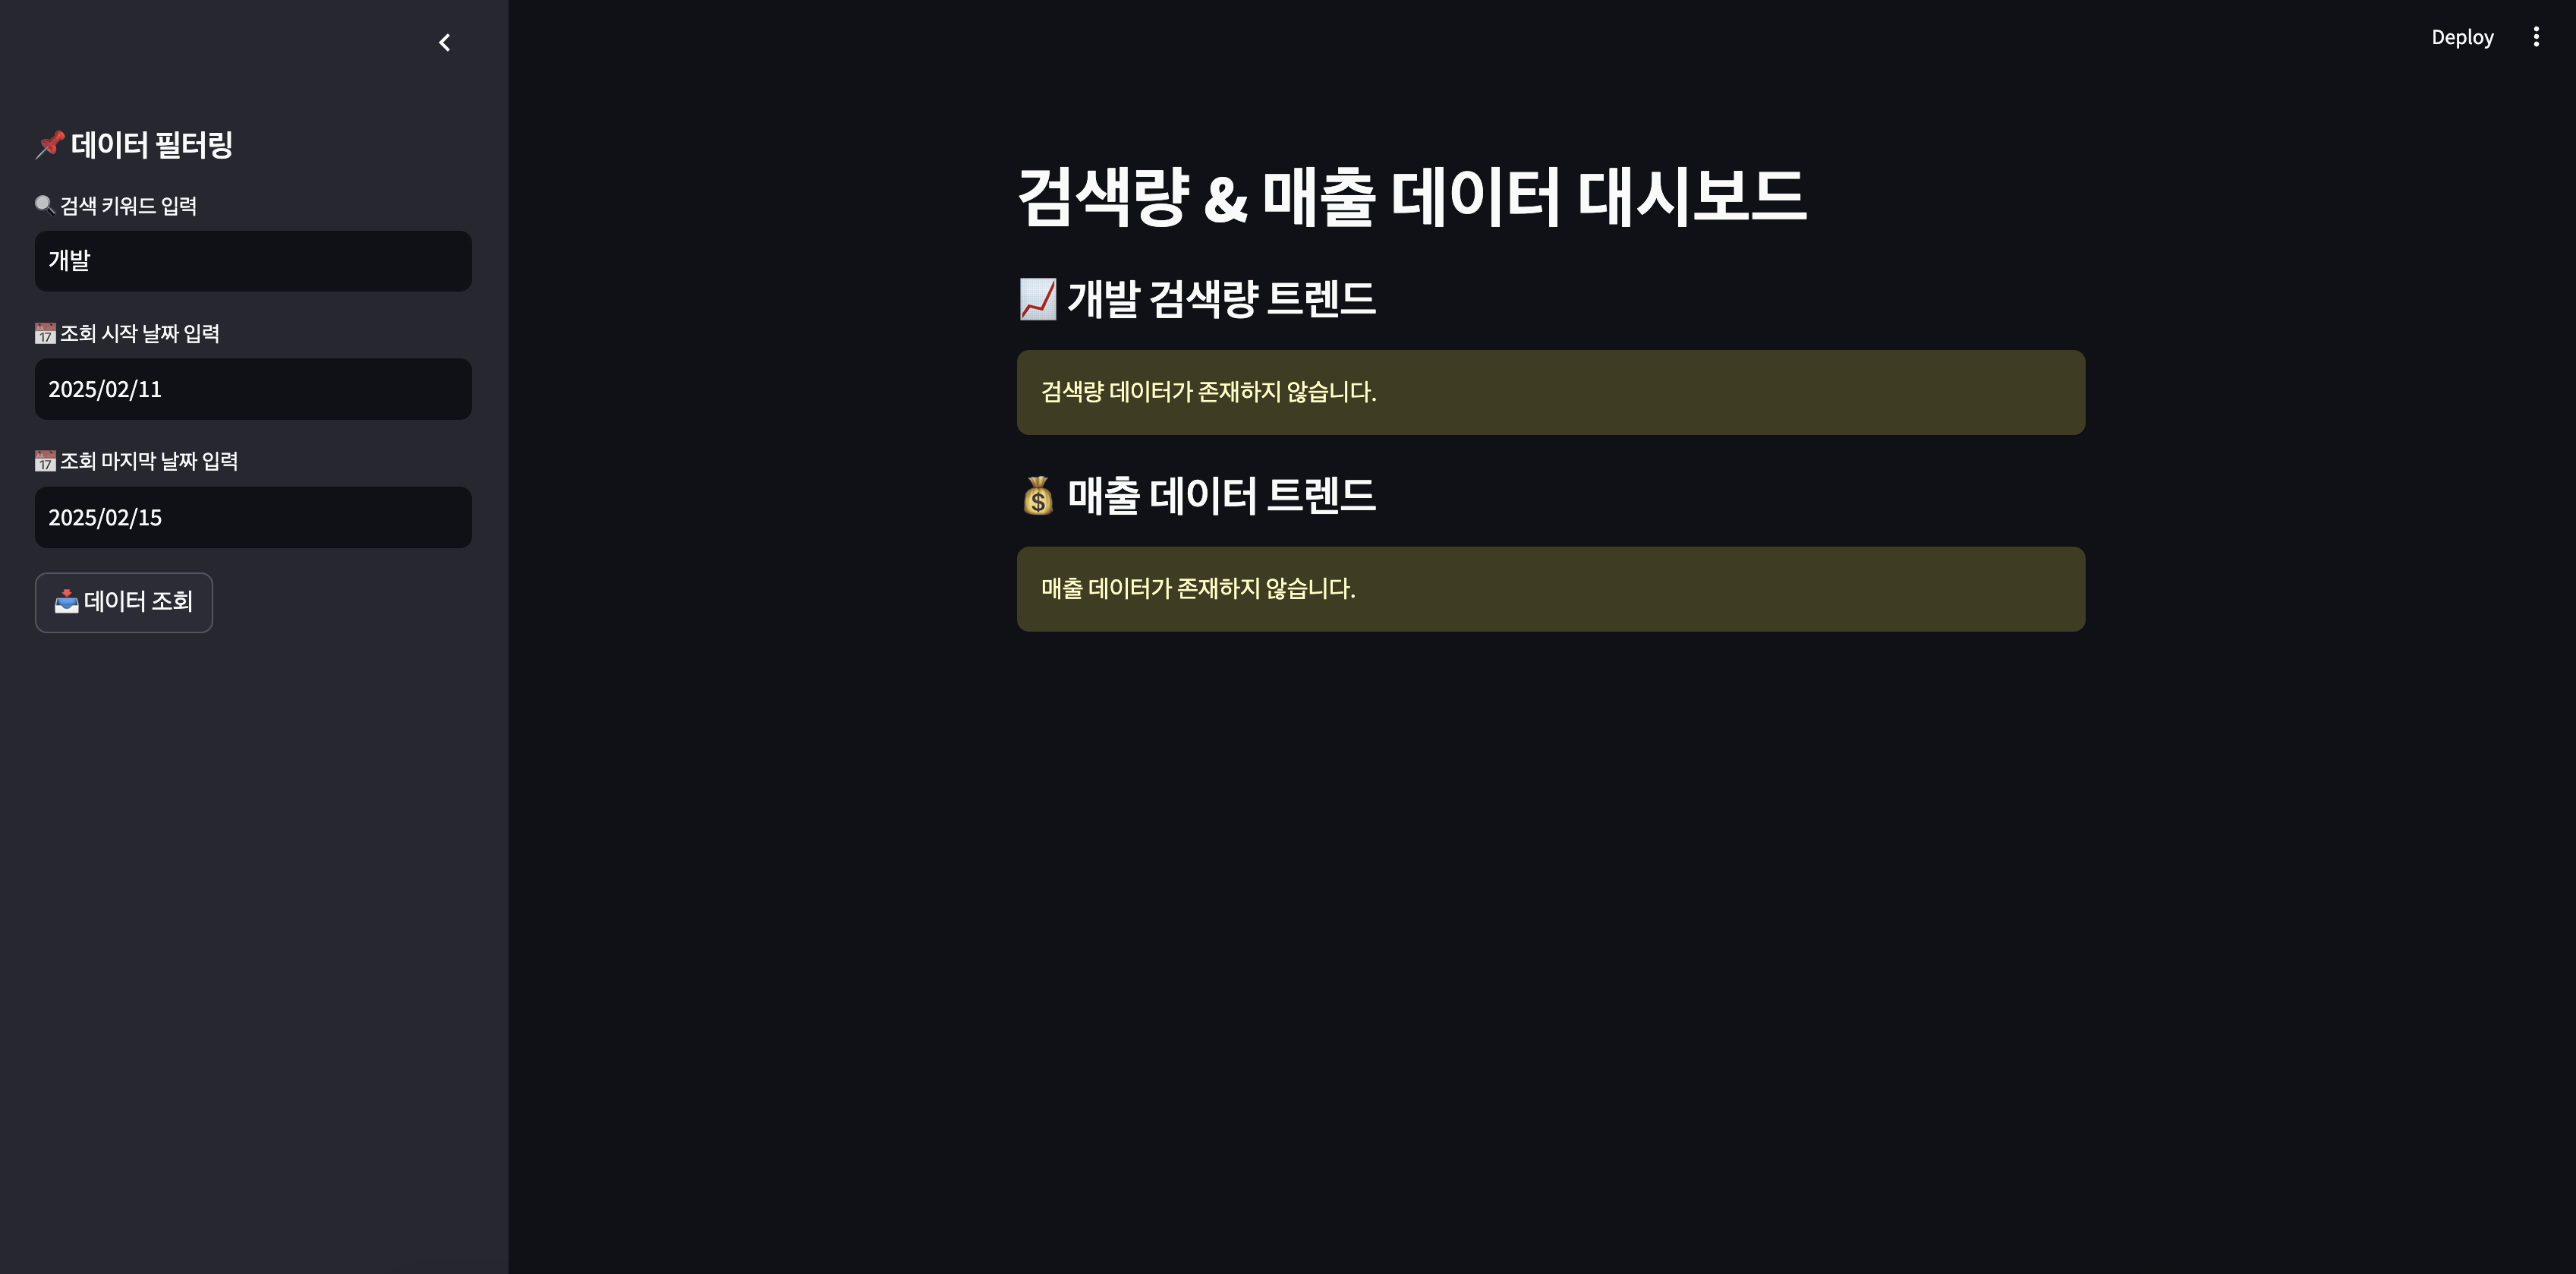 Deploy
📌 데이터 필터링
🔍 검색 키워드 입력
개발
📅 조회 시작 날짜 입력
2025/02/11
📅 조회 마지막 날짜 입력
2025/02/15
📥 데이터 조회
검색량 & 매출 데이터 대시보드
📈 개발 검색량 트렌드
검색량 데이터가 존재하지 않습니다.
💰 매출 데이터 트렌드
매출 데이터가 존재하지 않습니다.